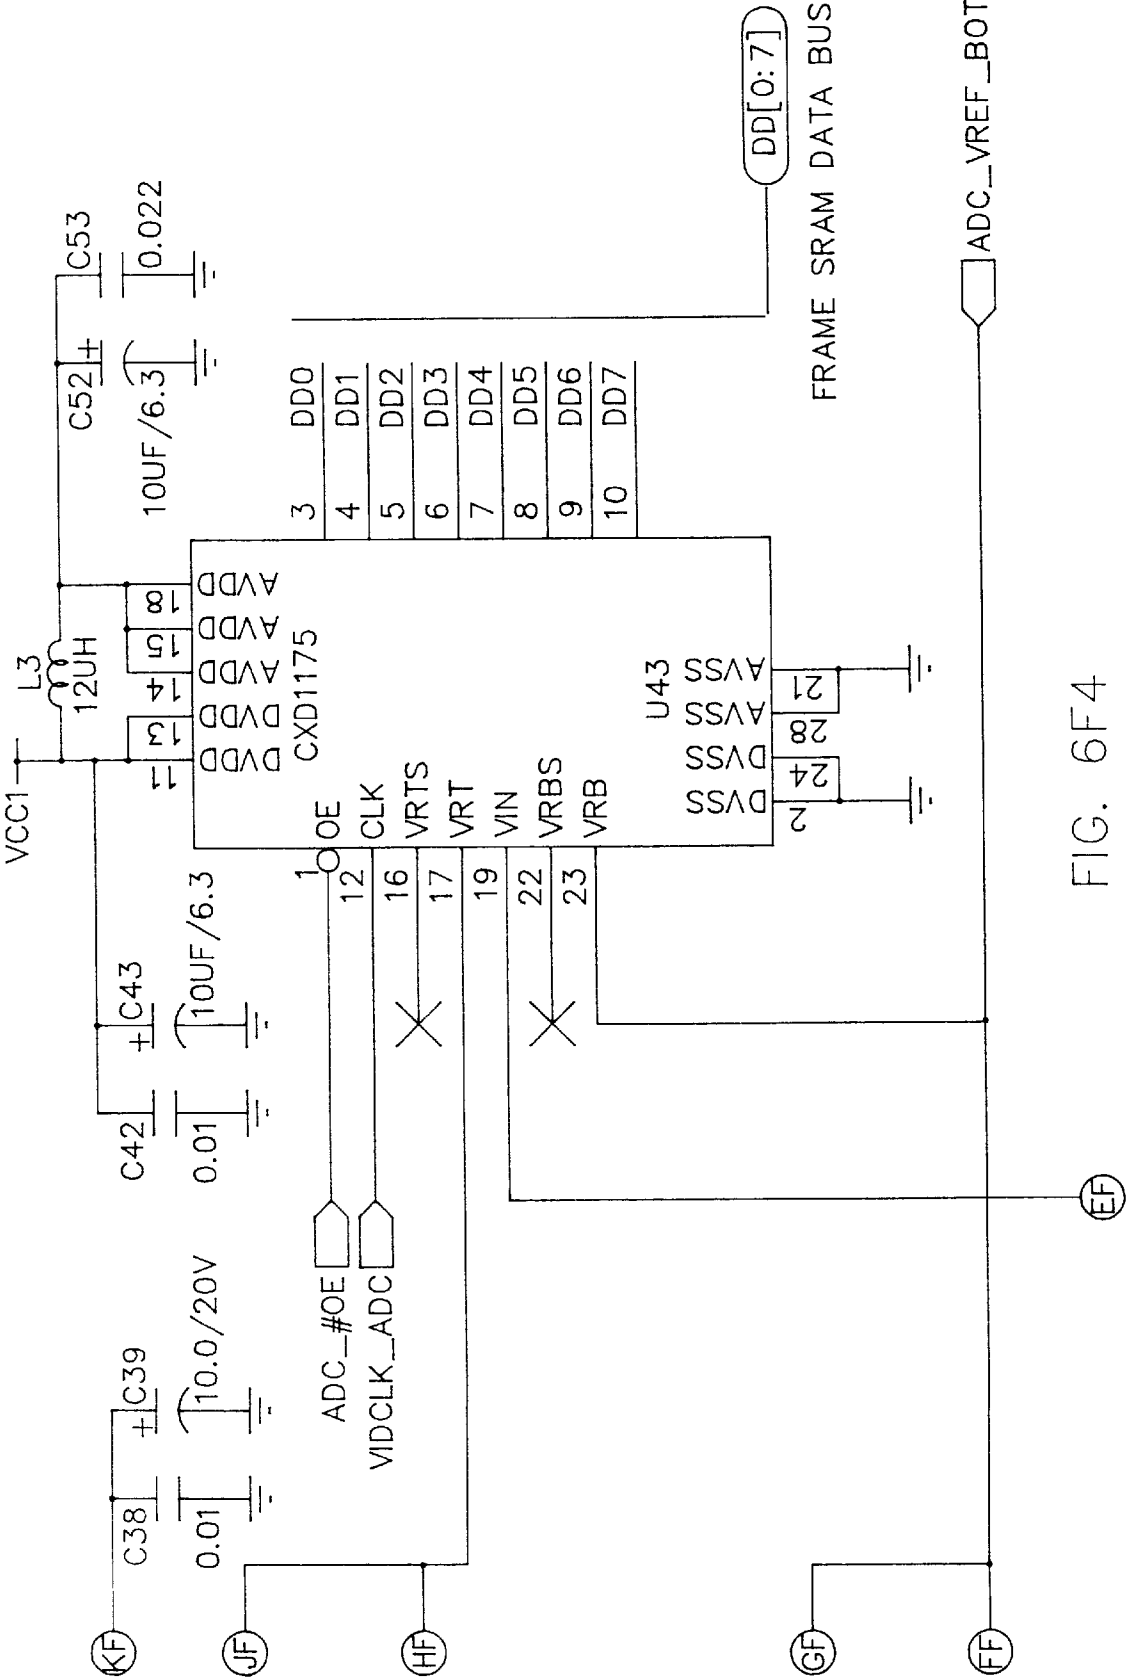 VCC1
L3
12UH
C52
+
10UF/6.3
C53
0.022
C42
0.01
C43
+
10UF/6.3
C38
0.01
C39
+
10.0/20V
KF
JF
HF
GF
FF
EF
ADC_#OE
VIDCLK_ADC
11 DVDD
13 DVDD
14 AVDD
15 AVDD
18 AVDD
CXD1175
U43
1 OE
12 CLK
16 VRTS
17 VRT
19 VIN
22 VRBS
23 VRB
3 DD0
4 DD1
5 DD2
6 DD3
7 DD4
8 DD5
9 DD6
10 DD7
2 DVSS
24 DVSS
28 AVSS
21 AVSS
DD[0:7]
FRAME SRAM DATA BUS
ADC_VREF_BOT
FIG. 6F4